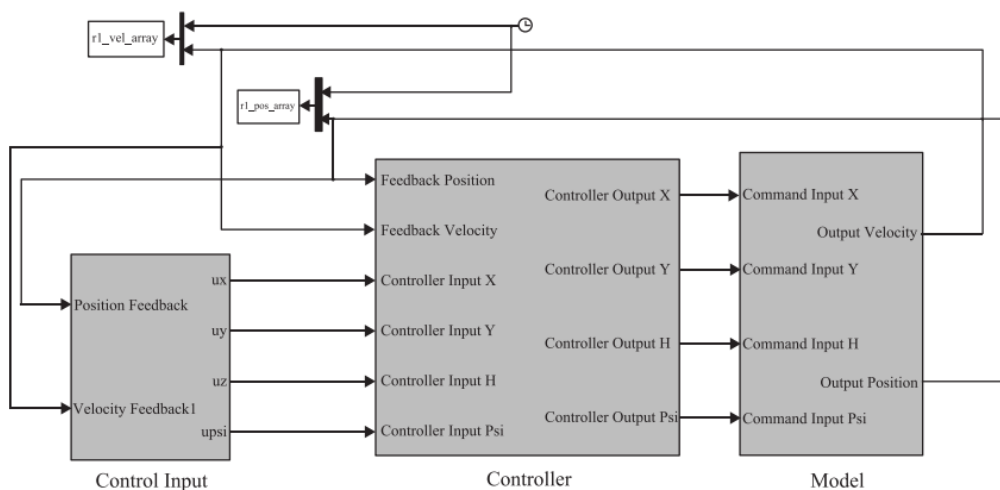 r1_vel_array
r1_pos_array
Feedback Position
Feedback Velocity
Controller Input X
Controller Input Y
Controller Input H
Controller Input Psi
Controller Output X
Controller Output Y
Controller Output H
Controller Output Psi
Command Input X
Command Input Y
Command Input H
Command Input Psi
Output Velocity
Output Position
Position Feedback
Velocity Feedback1
ux
uy
uz
upsi
Control Input
Controller
Model